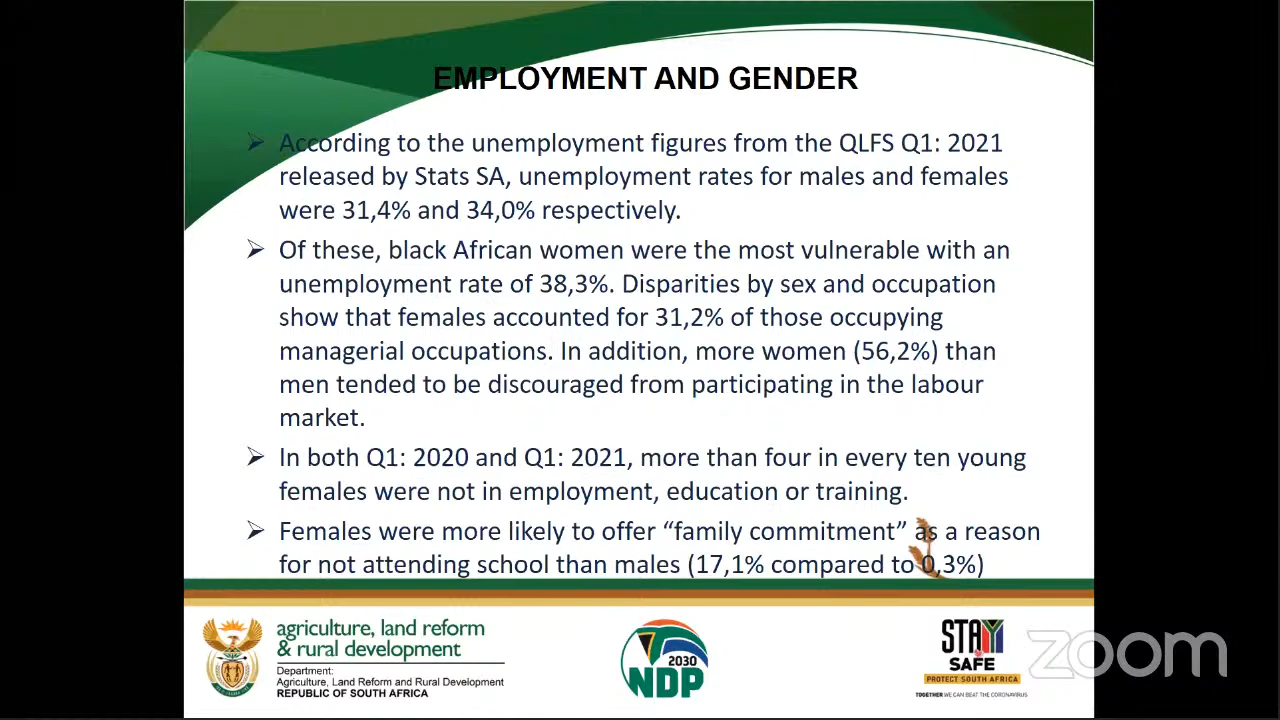 EMPLOYMENT AND GENDER
According to the unemployment figures from the QLFS Q1: 2021
released by Stats SA, unemployment rates for males and females
were 31,4% and 34,0% respectively.
Of these, black African women were the most vulnerable with an
unemployment rate of 38,3%. Disparities by sex and occupation
show that females accounted for 31,2% of those occupying
managerial occupations. In addition, more women (56,2%) than
men tended to be discouraged from participating in the labour
market.
In both Q1: 2020 and Q1: 2021, more than four in every ten young
females were not in employment, education or training.
Females were more likely to offer “family commitment” as a reason
for not attending school than males (17,1% compared to 0,3%)
agriculture, land reform
& rural development
Department:
Agriculture, Land Reform and Rural Development
REPUBLIC OF SOUTH AFRICA
2030
NDP
STAY
SAFE
PROTECT SOUTH AFRICA
TOGETHER WE CAN BEAT THE CORONAVIRUS
zoom